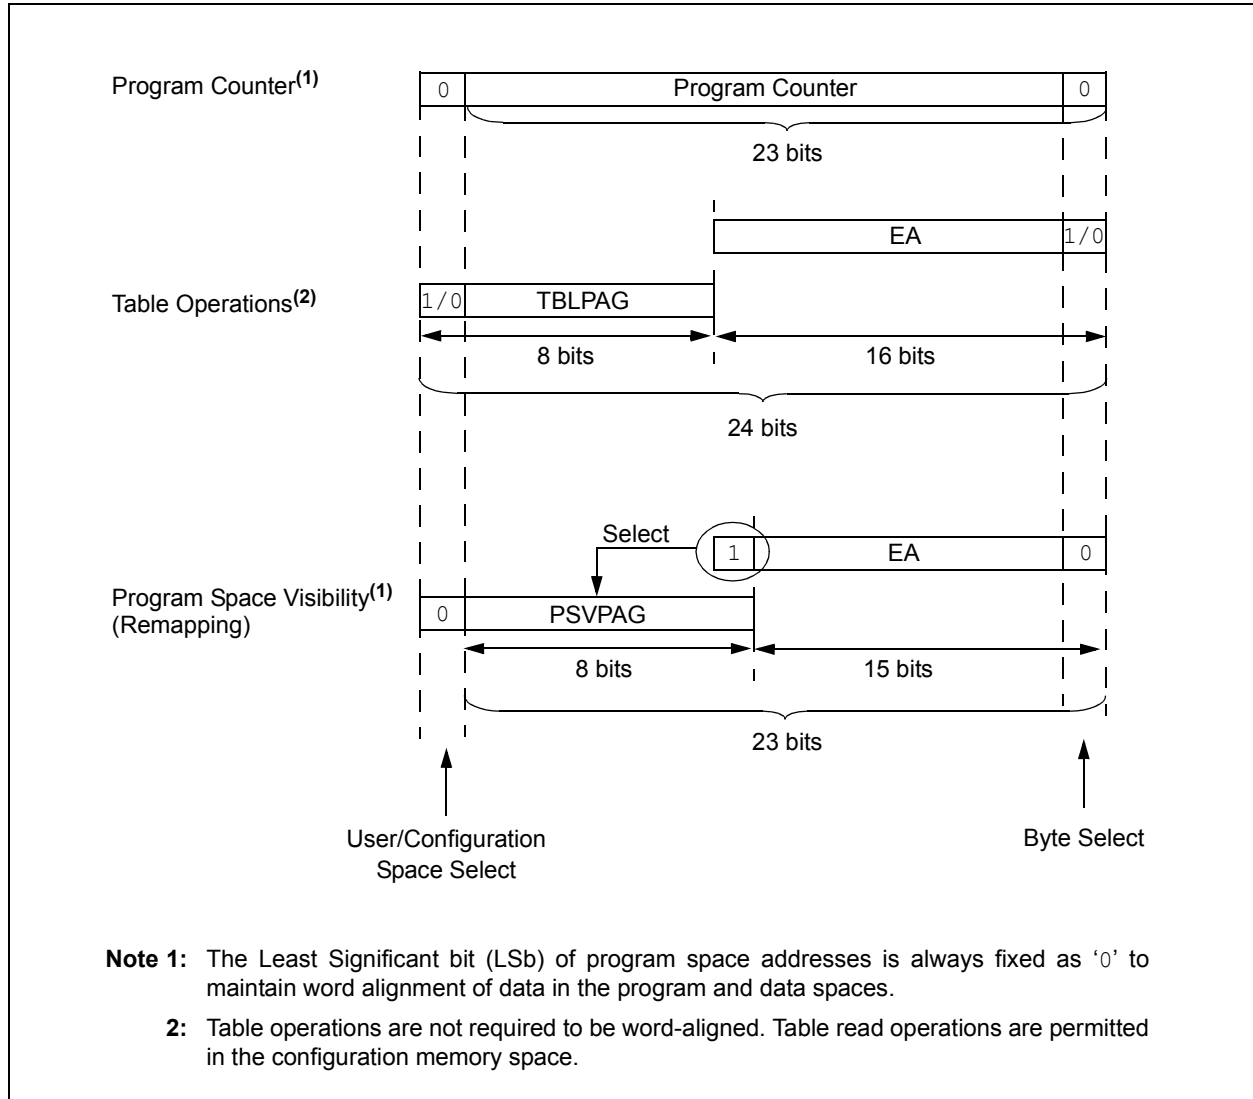 Program Counter(1)
0
Program Counter
0
23 bits
EA
1/0
Table Operations(2)
1/0
TBLPAG
8 bits
16 bits
24 bits
Select
1
EA
0
Program Space Visibility(1)
(Remapping)
0
PSVPAG
8 bits
15 bits
23 bits
User/Configuration
Space Select
Byte Select
Note 1: The Least Significant bit (LSb) of program space addresses is always fixed as ‘0’ to
maintain word alignment of data in the program and data spaces.
2: Table operations are not required to be word-aligned. Table read operations are permitted
in the configuration memory space.